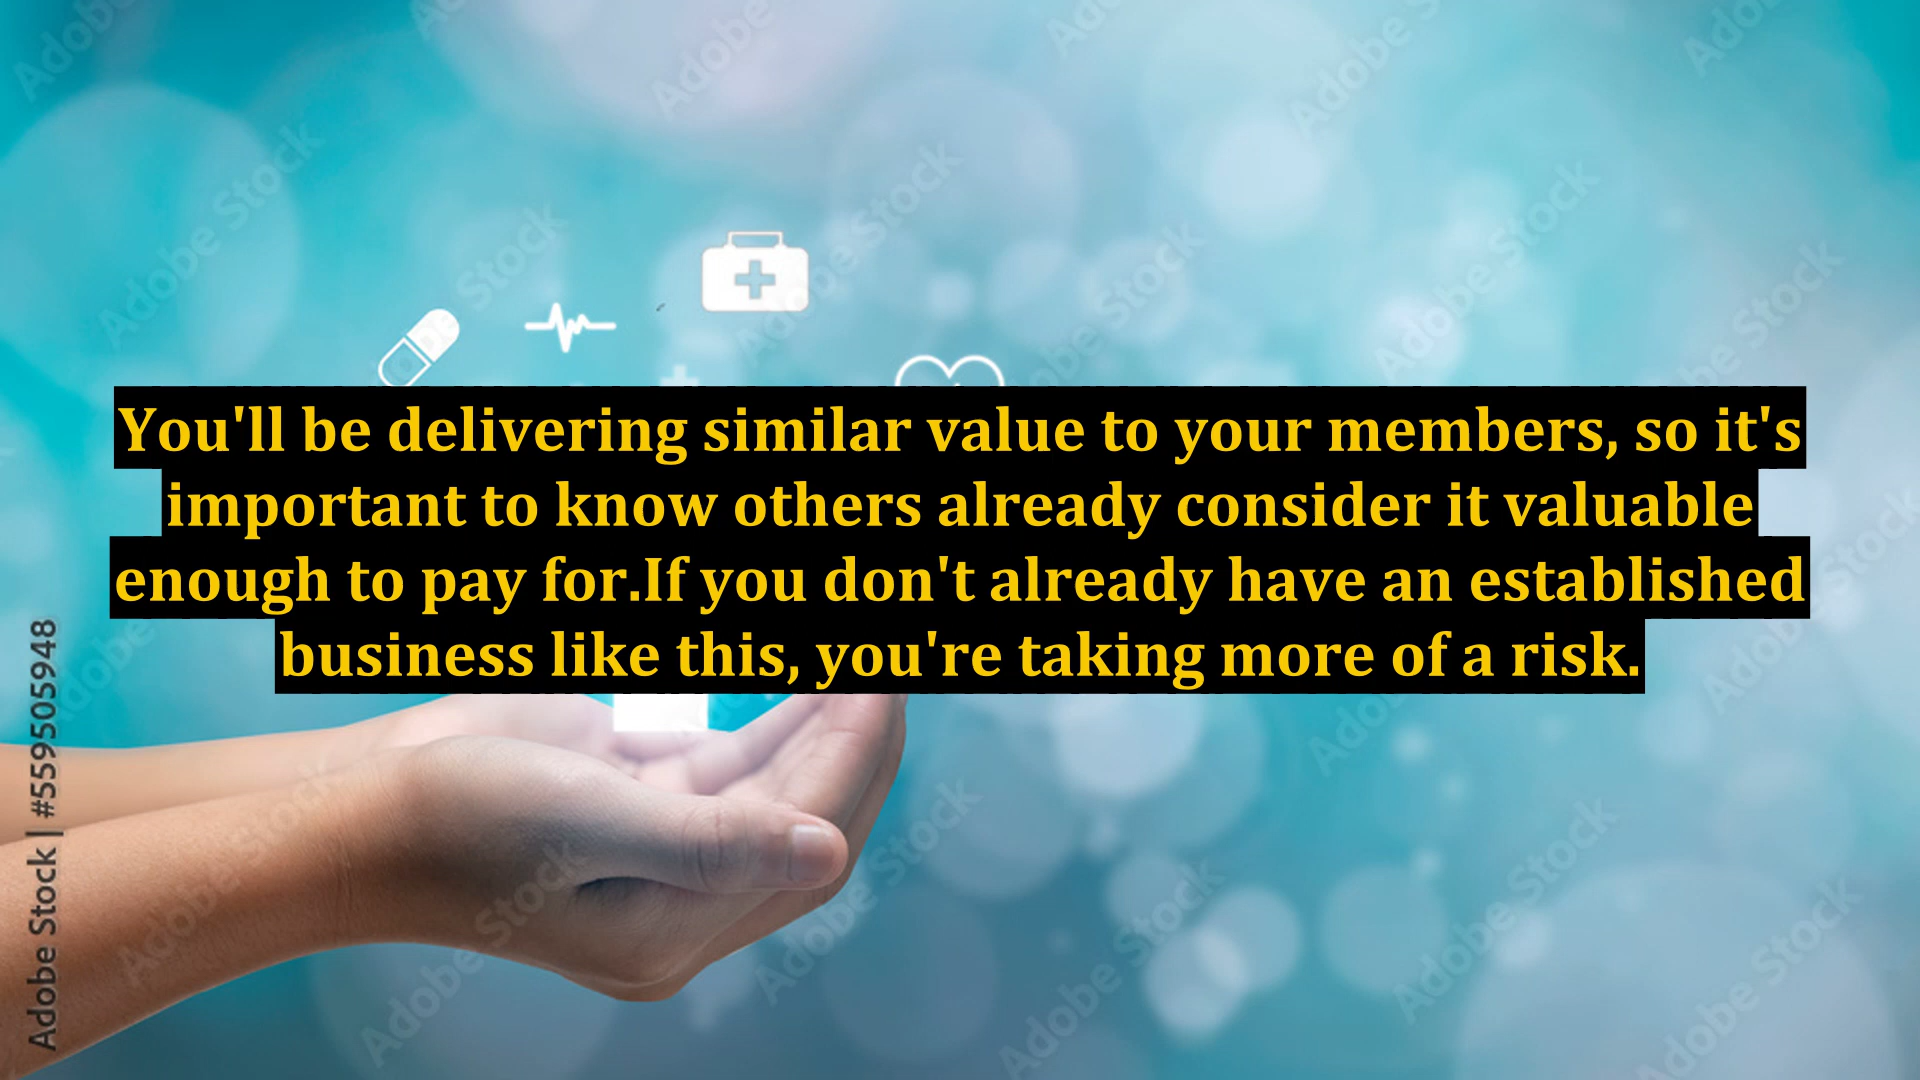 You'll be delivering similar value to your members, so it's
important to know others already consider it valuable
enough to pay for.If you don't already have an established
business like this, you're taking more of a risk.
Adobe Stock | #559505948
Adobe Stock